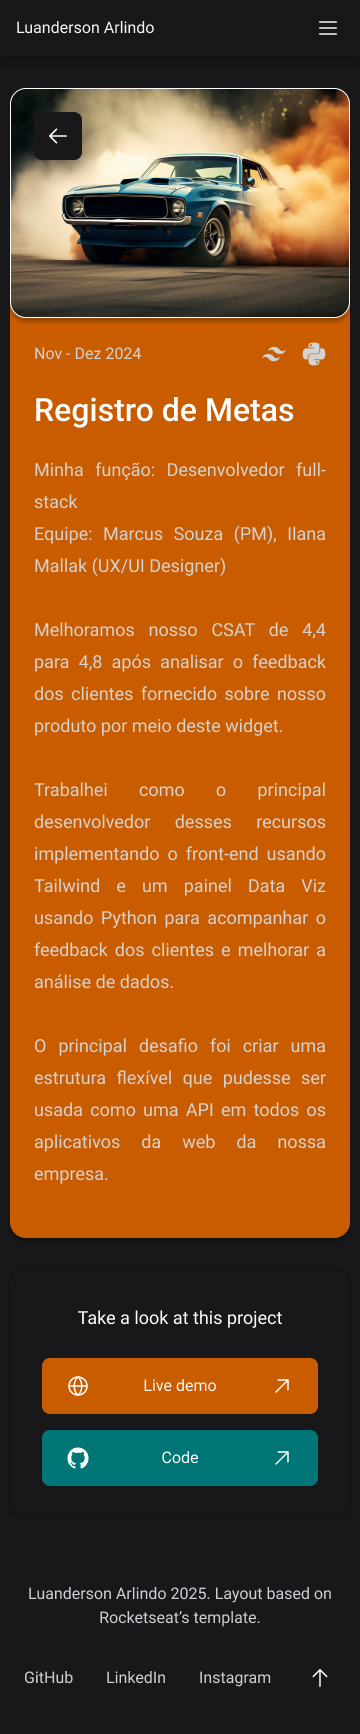 Luanderson Arlindo
Nov - Dez 2024
Registro de Metas
Minha função: Desenvolvedor full-
stack
Equipe: Marcus Souza (PM), Ilana
Mallak (UX/UI Designer)
Melhoramos nosso CSAT de 4,4
para 4,8 após analisar o feedback
dos clientes fornecido sobre nosso
produto por meio deste widget.
Trabalhei como o principal
desenvolvedor desses recursos
implementando o front-end usando
Tailwind e um painel Data Viz
usando Python para acompanhar o
feedback dos clientes e melhorar a
análise de dados.
O principal desafio foi criar uma
estrutura flexível que pudesse ser
usada como uma API em todos os
aplicativos da web da nossa
empresa.
Take a look at this project
Live demo
Code
Luanderson Arlindo 2025. Layout based on
Rocketseat’s template.
GitHub LinkedIn Instagram